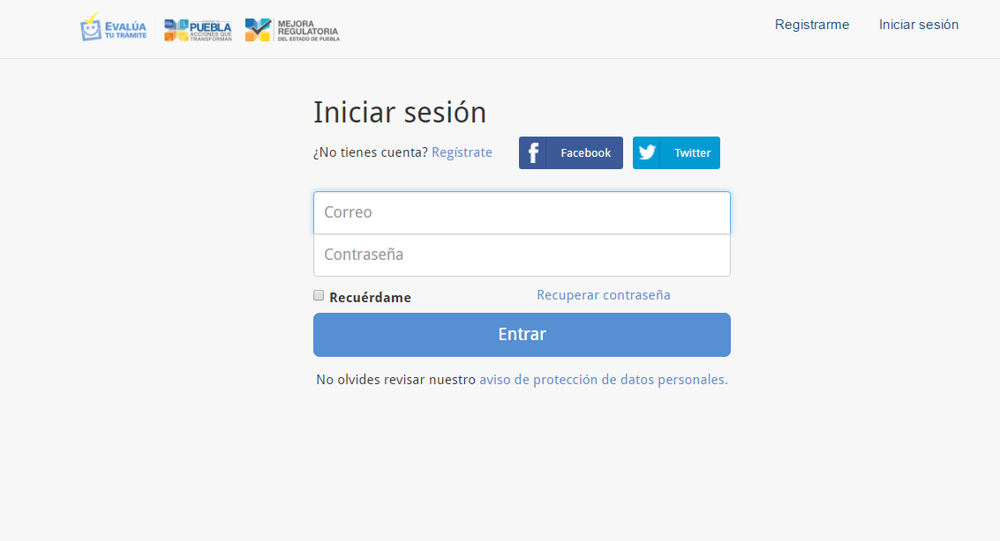 EVALÚA
TU TRÁMITE
PUEBLA
ACCIONES QUE
TRANSFORMAN
MEJORA
REGULATORIA
DEL ESTADO DE PUEBLA
Registrarme
Iniciar sesión
Iniciar sesión
¿No tienes cuenta? Regístrate
Facebook
Twitter
Correo
Contraseña
Recuérdame
Recuperar contraseña
Entrar
No olvides revisar nuestro aviso de protección de datos personales.